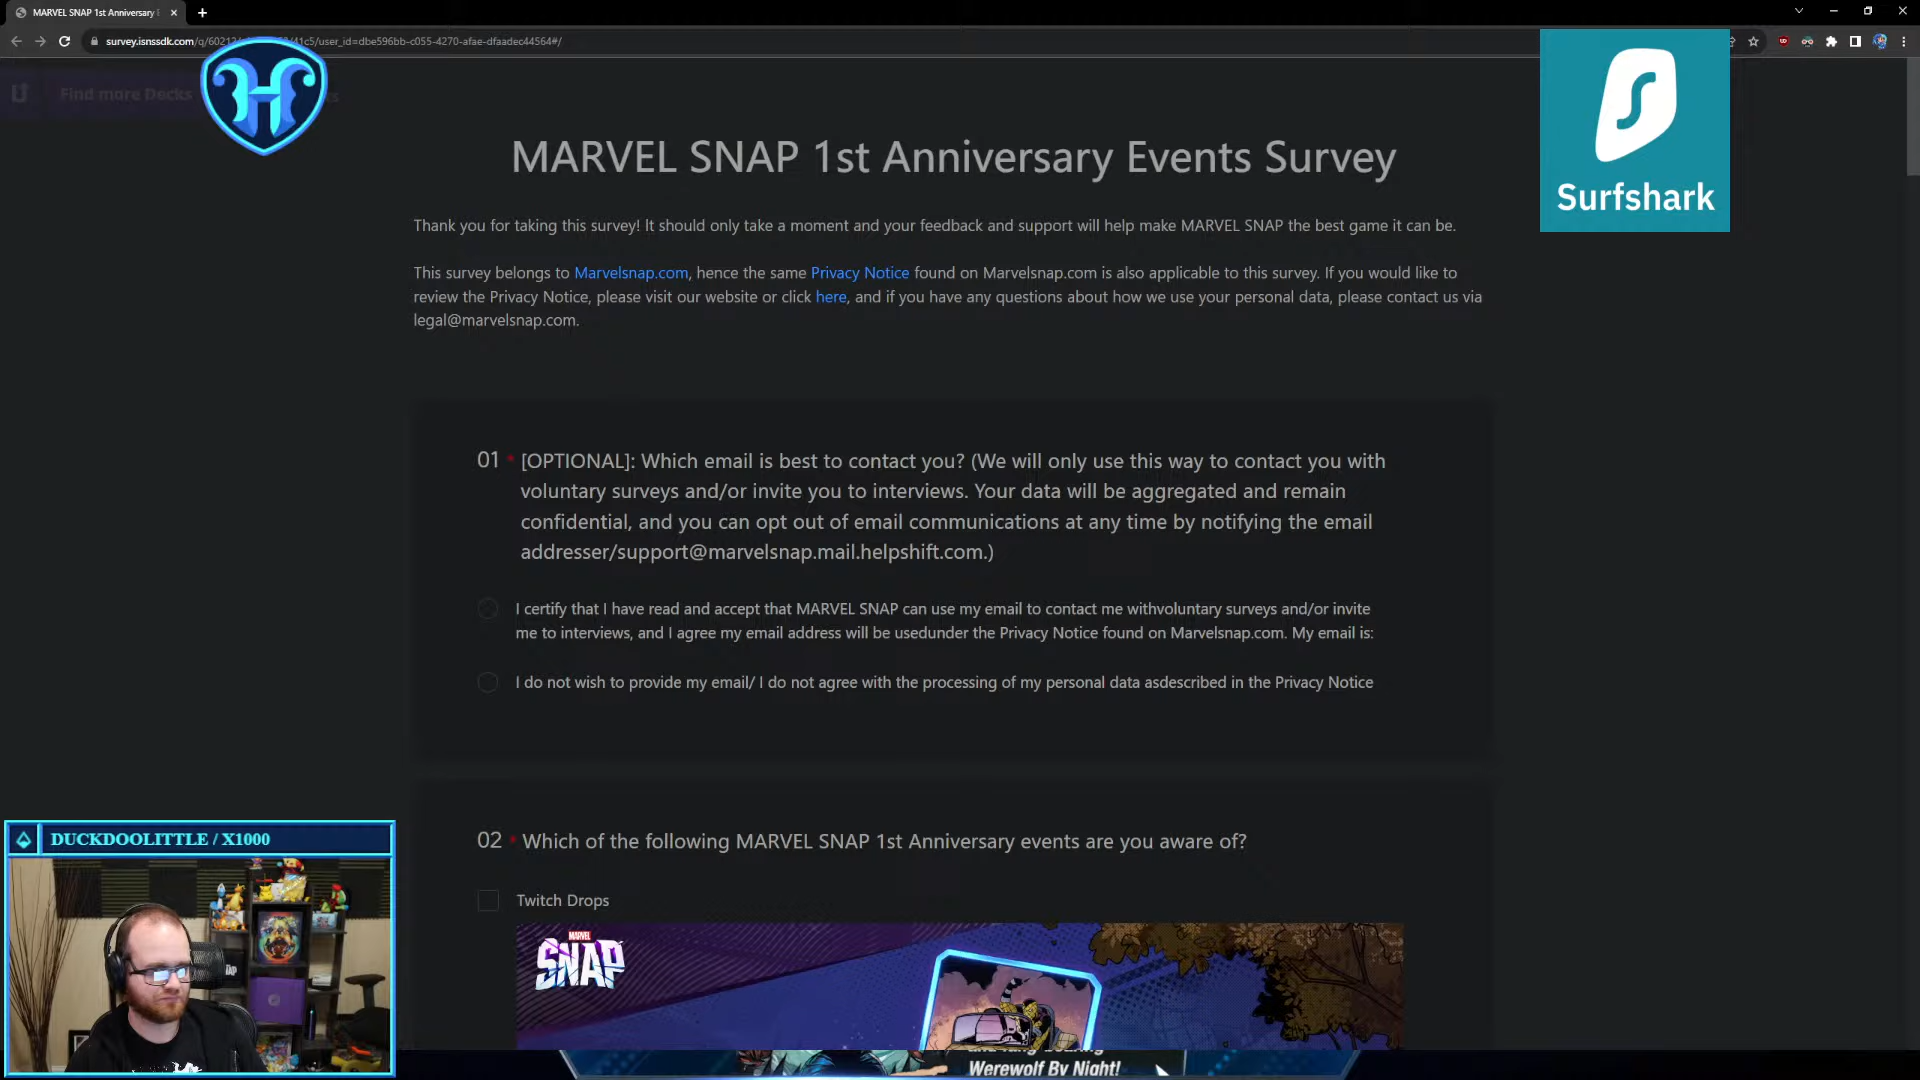 MARVEL SNAP 1st Anniversary
survey.isnssdk.com/q/60212
41c5/user_id=dbe596bb-c055-4270-afae-dfaadec44564#/
Find more Decks
Surfshark
MARVEL SNAP 1st Anniversary Events Survey
Thank you for taking this survey! It should only take a moment and your feedback and support will help make MARVEL SNAP the best game it can be.
This survey belongs to Marvelsnap.com, hence the same Privacy Notice found on Marvelsnap.com is also applicable to this survey. If you would like to
review the Privacy Notice, please visit our website or click here, and if you have any questions about how we use your personal data, please contact us via
legal@marvelsnap.com.
01 * [OPTIONAL]: Which email is best to contact you? (We will only use this way to contact you with
voluntary surveys and/or invite you to interviews. Your data will be aggregated and remain
confidential, and you can opt out of email communications at any time by notifying the email
addresser/support@marvelsnap.mail.helpshift.com.)
I certify that I have read and accept that MARVEL SNAP can use my email to contact me withvoluntary surveys and/or invite
me to interviews, and I agree my email address will be usedunder the Privacy Notice found on Marvelsnap.com. My email is:
I do not wish to provide my email/ I do not agree with the processing of my personal data asdescribed in the Privacy Notice
02 * Which of the following MARVEL SNAP 1st Anniversary events are you aware of?
Twitch Drops
MARVEL
SNAP
DUCKDOOLITTLE / X1000
Werewolf By Night!